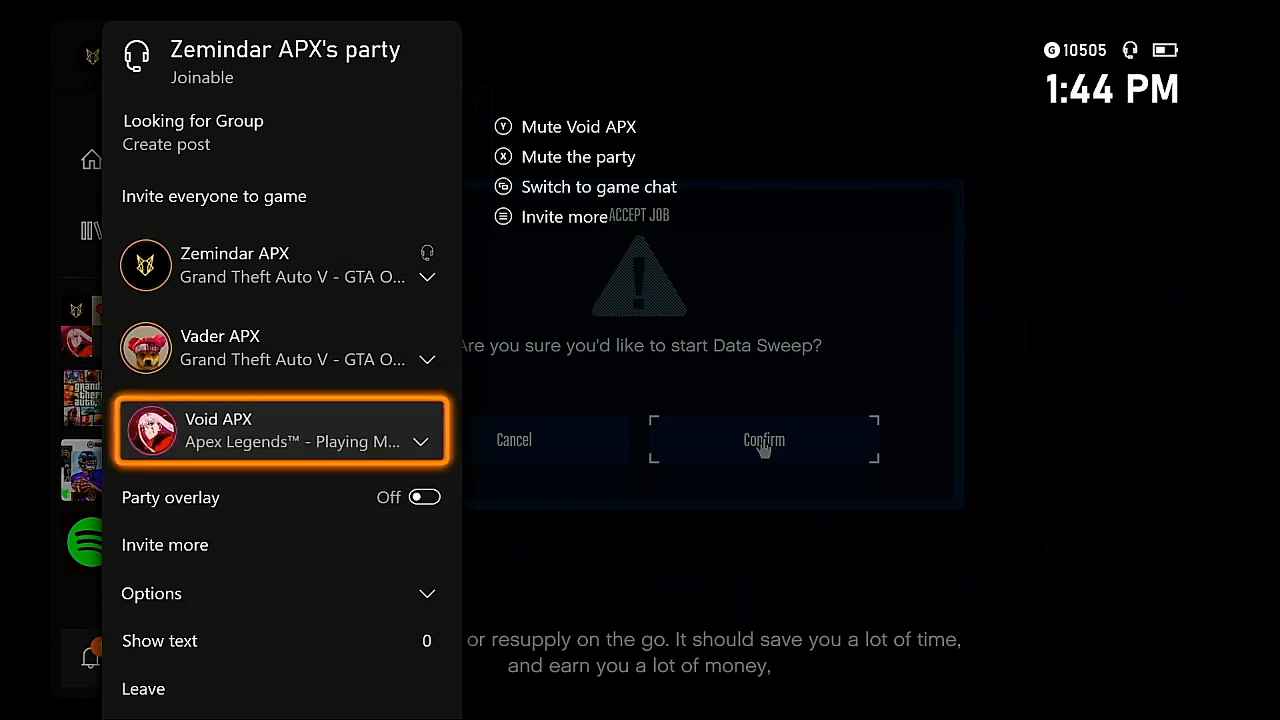 Zemindar APX's party
Joinable
Looking for Group
Create post
Invite everyone to game
Zemindar APX
Grand Theft Auto V - GTA O...
Vader APX
Grand Theft Auto V - GTA O...
Void APX
Apex Legends™ - Playing M...
Party overlay Off
Invite more
Options
Show text 0
Leave
Y Mute Void APX
X Mute the party
Switch to game chat
Invite more
G 10505
1:44 PM
ACCEPT JOB
Are you sure you'd like to start Data Sweep?
Cancel Confirm
or resupply on the go. It should save you a lot of time,
and earn you a lot of money,